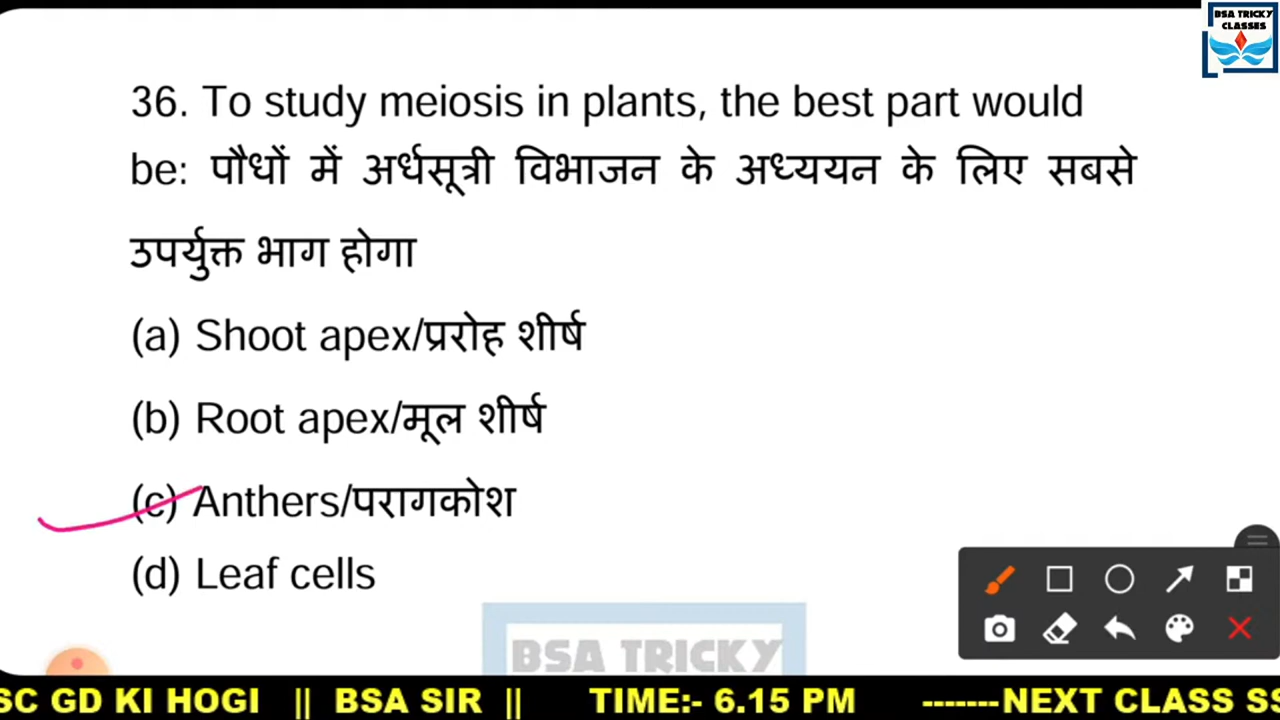 BSA TRICKY
CLASSES
36. To study meiosis in plants, the best part would
be: पौधों में अर्धसूत्री विभाजन के अध्ययन के लिए सबसे
उपर्युक्त भाग होगा
(a) Shoot apex/प्ररोह शीर्ष
(b) Root apex/मूल शीर्ष
(c) Anthers/परागकोश
(d) Leaf cells
BSA TRICKY
SC GD KI HOGI || BSA SIR || TIME:- 6.15 PM -------NEXT CLASS SS